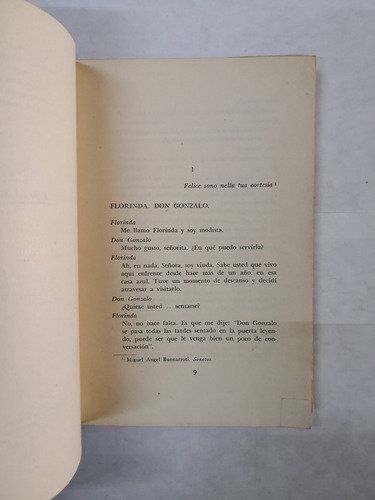 I
Felice sono nella tua cortesia ¹
FLORINDA. DON GONZALO.
Florinda
Me llamo Florinda y soy modista.
Don Gonzalo
Mucho gusto, señorita. ¿En qué puedo servirla?
Florinda
Ah, en nada. Señora, soy viuda. Sabe usted que vivo
aquí enfrente desde hace más de un año, en esa
casa azul. Tuve un momento de descanso y decidí
atravesar a visitarlo.
Don Gonzalo
¿Quiere usted... sentarse?
Florinda
No, no hace falta. Es que me dije: "Don Gonzalo
se pasa todas las tardes sentado en la puerta leyen-
do, puede ser que le venga bien un poco de con-
versación".
¹ Miguel Angel Buonarroti. Sonetos.
9